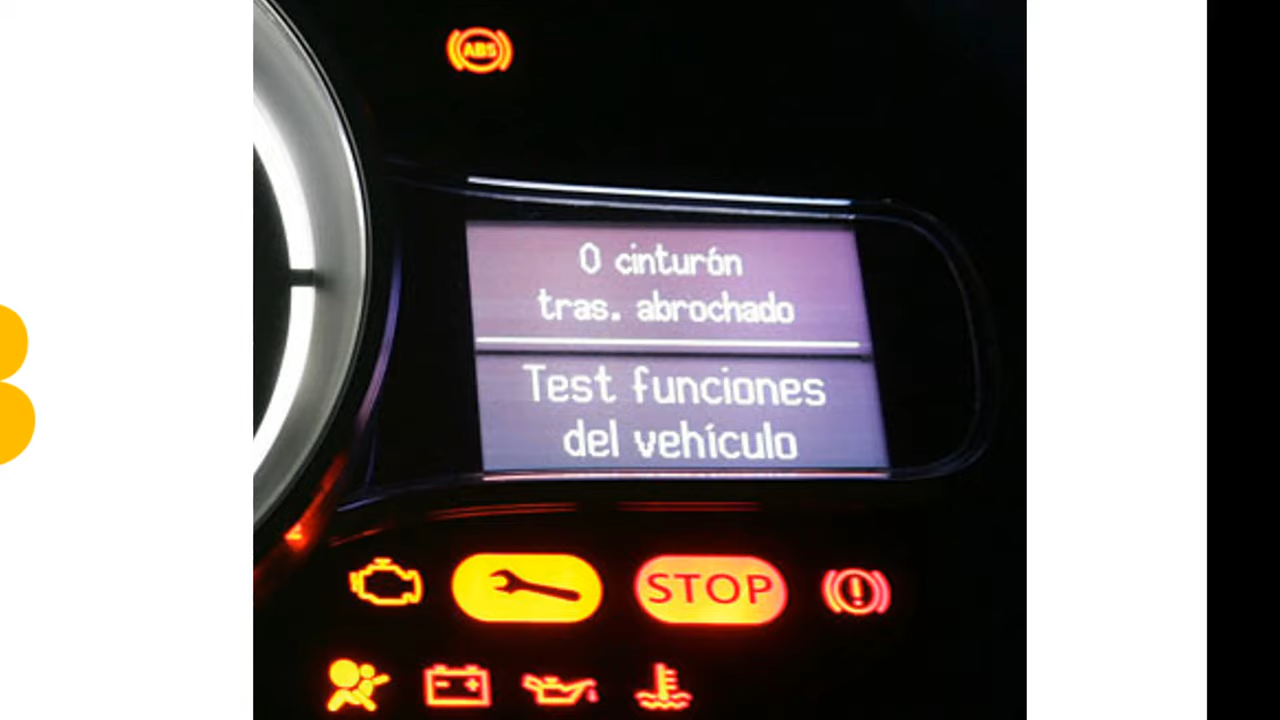 ABS
0 cinturón
tras. abrochado
Test funciones
del vehículo
STOP